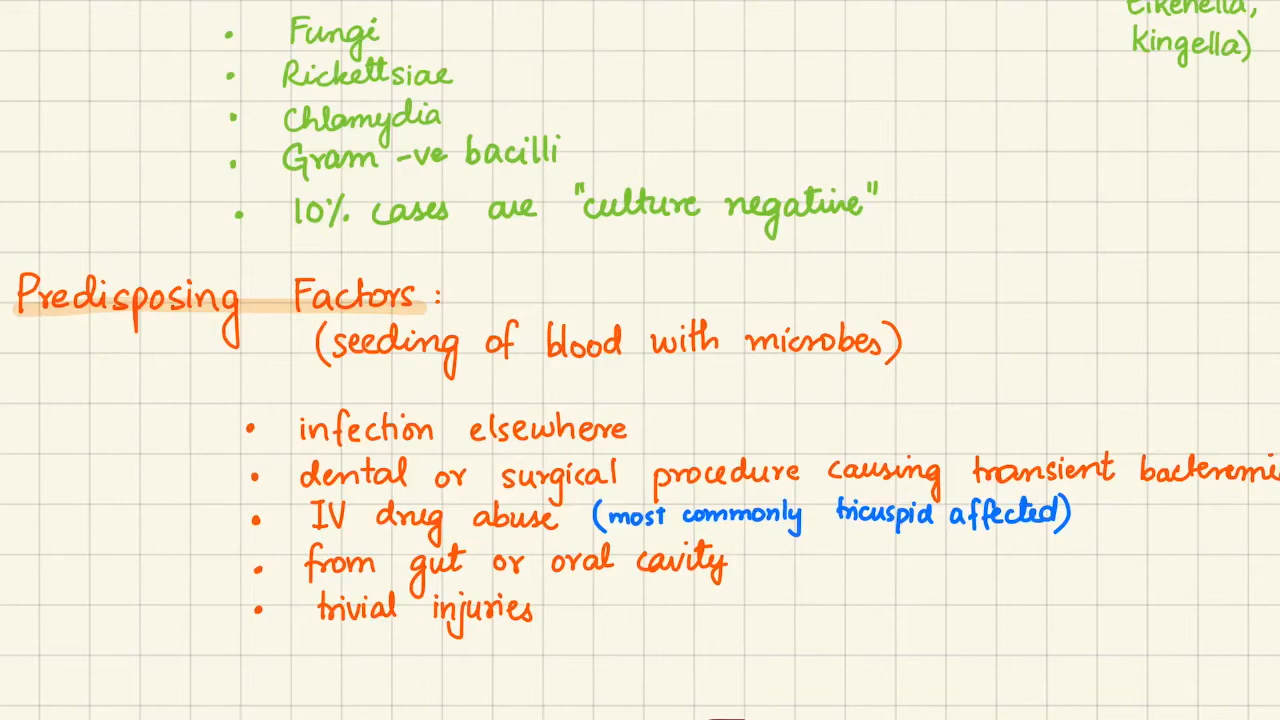 Eikenella,
• Fungi
kingella)
• Rickettsiae
• Chlamydia
• Gram -ve bacilli
• 10% cases are "culture negative"
Predisposing Factors:
(seeding of blood with microbes)
• infection elsewhere
• dental or surgical procedure causing transient bacteremi
• IV drug abuse (most commonly tricuspid affected)
• from gut or oral cavity
• trivial injuries